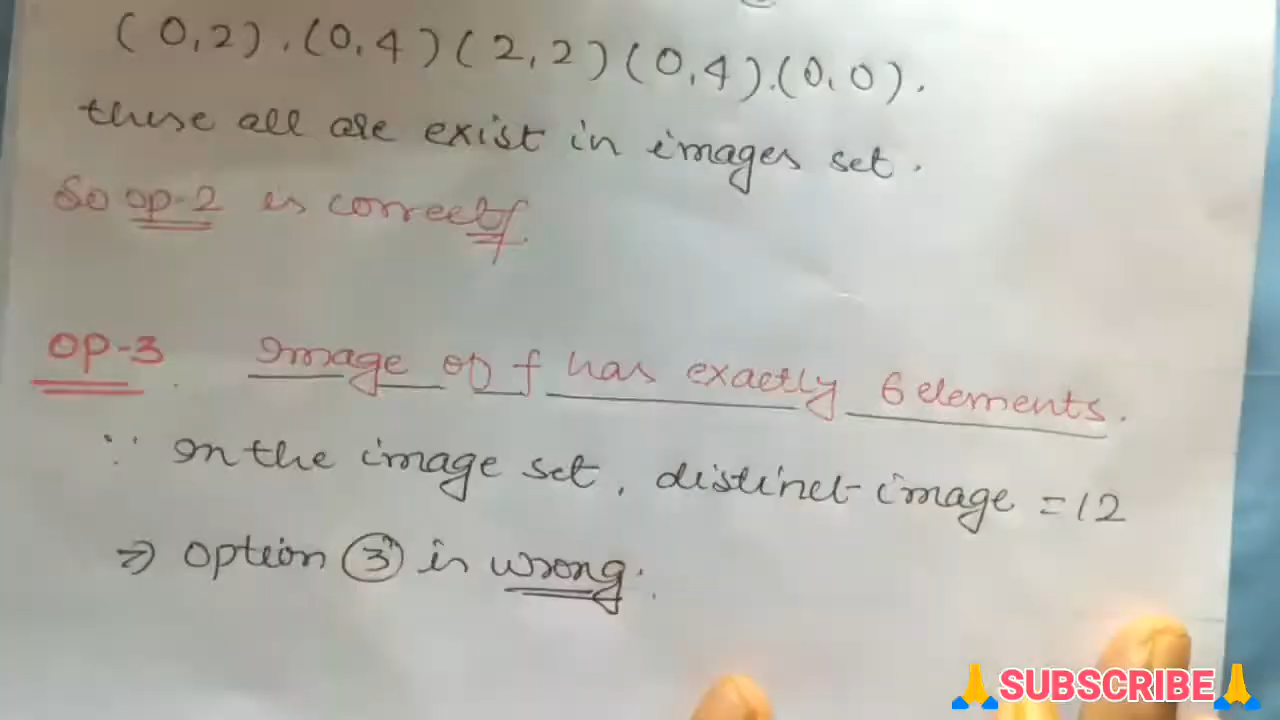 (0,2).(0,4)(2,2)(0,4).(0,0).
these all are exist in images set.
So op-2 is correct
OP-3. Image of f has exactly 6 elements.
∵ In the image set, distinct image = 12
⇒ option ③ is wrong.
🙏SUBSCRIBE🙏